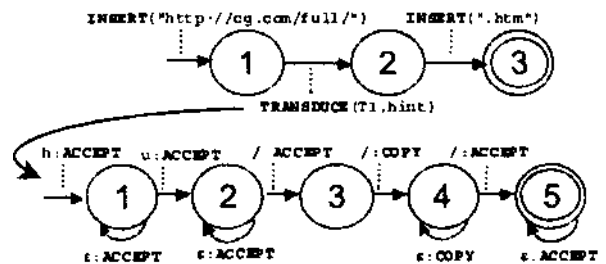 INSERT("http://cg.com/full/") INSERT(".htm")
1 2 3
TRANSDUCE(T1,hint)
h:ACCEPT u:ACCEPT / ACCEPT /:COPY /:ACCEPT
1 2 3 4 5
ε:ACCEPT ε:ACCEPT ε:COPY ε.ACCEPT